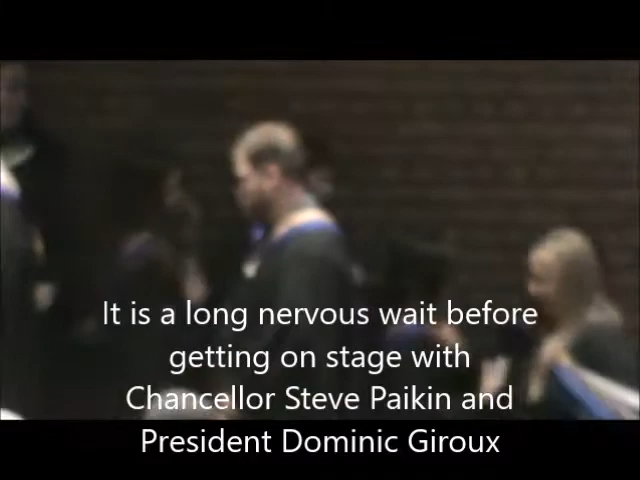 It is a long nervous wait before
getting on stage with
Chancellor Steve Paikin and
President Dominic Giroux